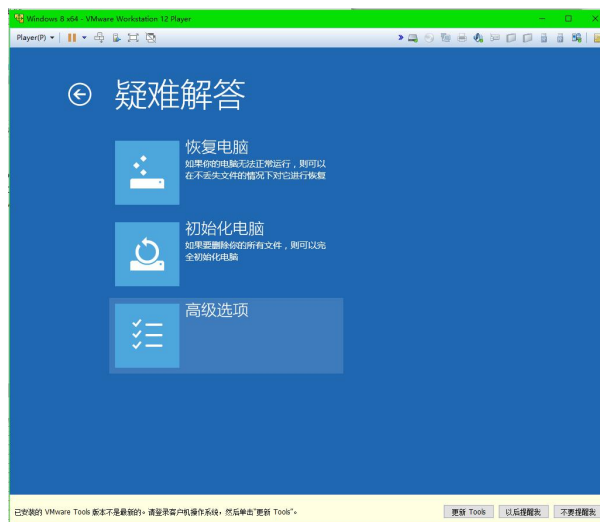 Windows 8 x64 - VMware Workstation 12 Player
Player(P)
疑难解答
恢复电脑
如果你的电脑无法正常运行，则可以
在不丢失文件的情况下对它进行恢复
初始化电脑
如果要删除你的所有文件，则可以完
全初始化电脑
高级选项
已安装的 VMware Tools 版本不是最新的。请登录客户机操作系统，然后单击"更新 Tools"。
更新 Tools
以后提醒我
不要提醒我